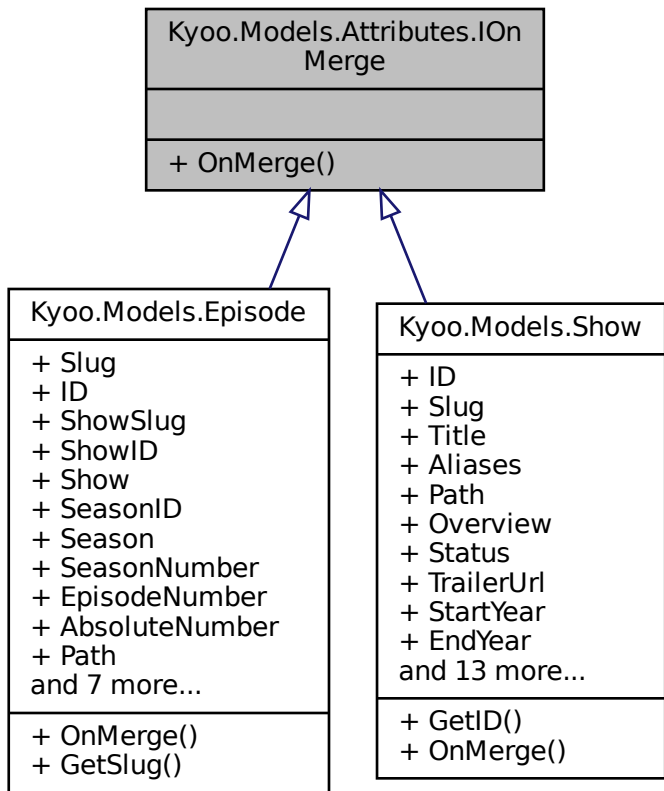 Kyoo.Models.Attributes.IOn
Merge
+ OnMerge()
Kyoo.Models.Episode
+ Slug
+ ID
+ ShowSlug
+ ShowID
+ Show
+ SeasonID
+ Season
+ SeasonNumber
+ EpisodeNumber
+ AbsoluteNumber
+ Path
and 7 more...
+ OnMerge()
+ GetSlug()
Kyoo.Models.Show
+ ID
+ Slug
+ Title
+ Aliases
+ Path
+ Overview
+ Status
+ TrailerUrl
+ StartYear
+ EndYear
and 13 more...
+ GetID()
+ OnMerge()